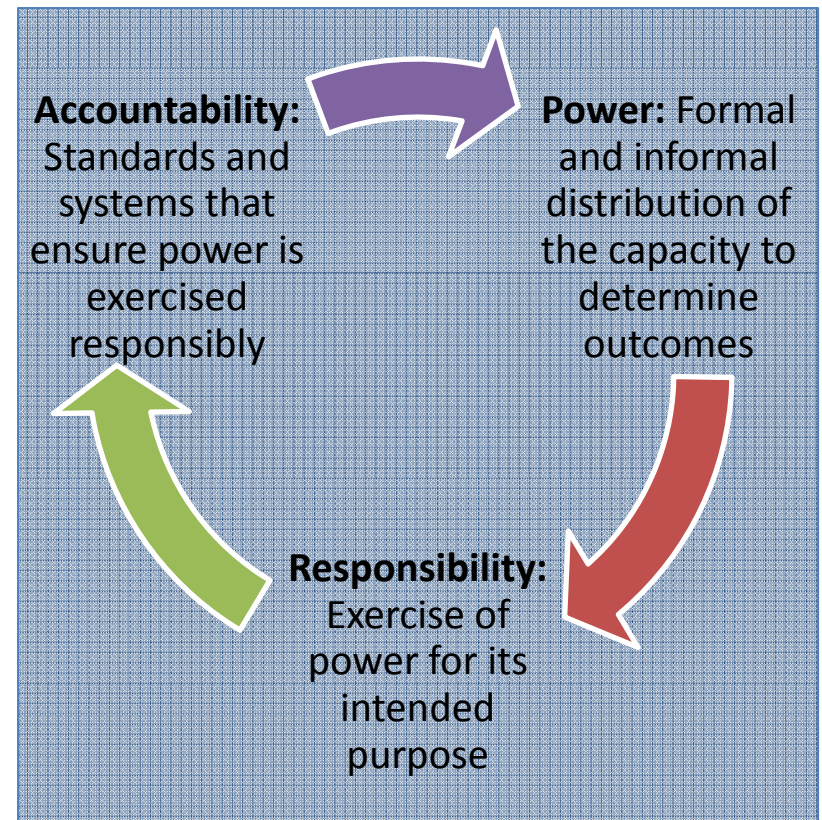 Accountability:
Standards and
systems that
ensure power is
exercised
responsibly
Power: Formal
and informal
distribution of
the capacity to
determine
outcomes
Responsibility:
Exercise of
power for its
intended
purpose